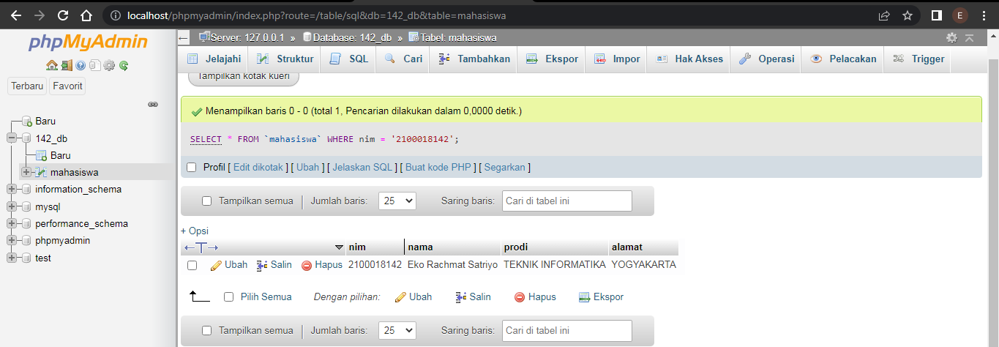 localhost/phpmyadmin/index.php?route=/table/sql&db=142_db&table=mahasiswa
E
phpMyAdmin
Terbaru Favorit
Baru
142_db
Baru
mahasiswa
information_schema
mysql
performance_schema
phpmyadmin
test
Server: 127.0.0.1 » Database: 142_db » Tabel: mahasiswa
Jelajahi Struktur SQL Cari Tambahkan Ekspor Impor Hak Akses Operasi Pelacakan Trigger
Tampilkan kotak kueri
Menampilkan baris 0 - 0 (total 1, Pencarian dilakukan dalam 0,0000 detik.)
SELECT * FROM `mahasiswa` WHERE nim = '2100018142';
Profil [ Edit dikotak ] [ Ubah ] [ Jelaskan SQL ] [ Buat kode PHP ] [ Segarkan ]
Tampilkan semua | Jumlah baris: 25 Saring baris: Cari di tabel ini
+ Opsi
←T→ nim nama prodi alamat
Ubah Salin Hapus 2100018142 Eko Rachmat Satriyo TEKNIK INFORMATIKA YOGYAKARTA
Pilih Semua Dengan pilihan: Ubah Salin Hapus Ekspor
Tampilkan semua | Jumlah baris: 25 Saring baris: Cari di tabel ini